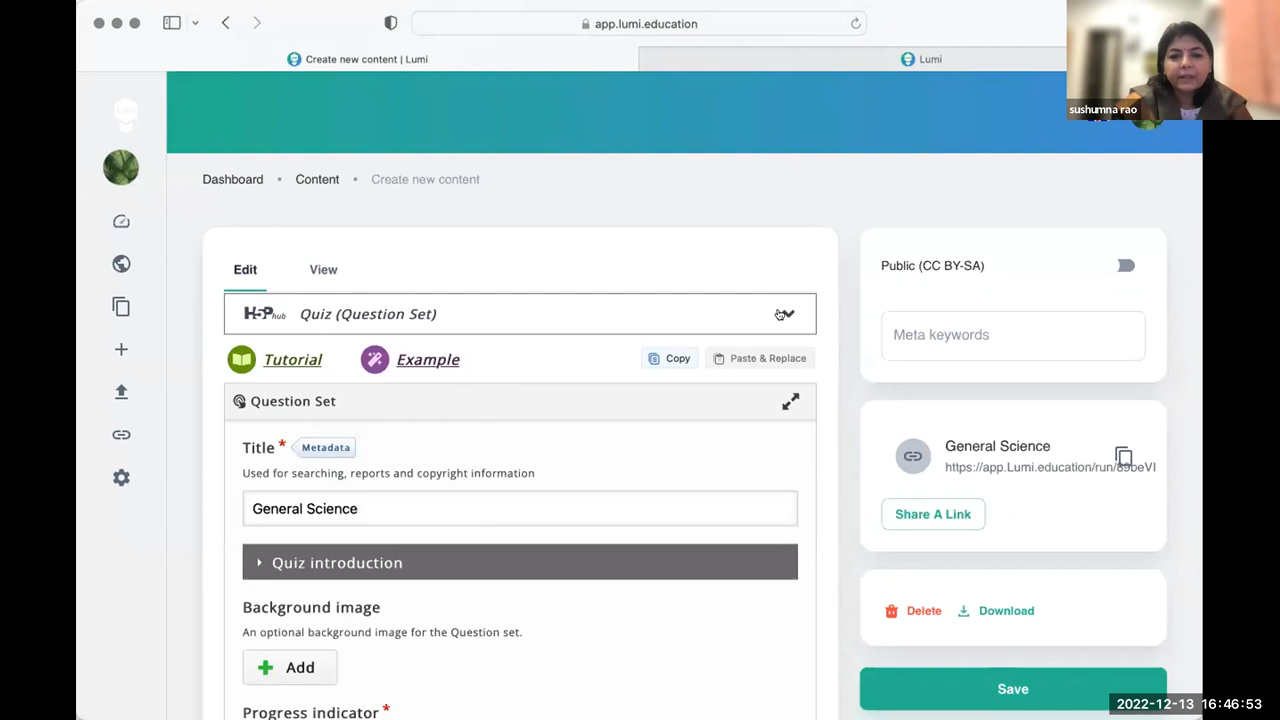 app.lumi.education
Create new content | Lumi
Lumi
sushumna rao
Dashboard • Content • Create new content
Edit View
H5P hub Quiz (Question Set)
Tutorial Example Copy Paste & Replace
Question Set
Title * Metadata
Used for searching, reports and copyright information
General Science
Quiz introduction
Background image
An optional background image for the Question set.
Add
Progress indicator *
Public (CC BY-SA)
Meta keywords
General Science
https://app.Lumi.education/run/89beVI
Share A Link
Delete Download
Save
2022-12-13 16:46:53